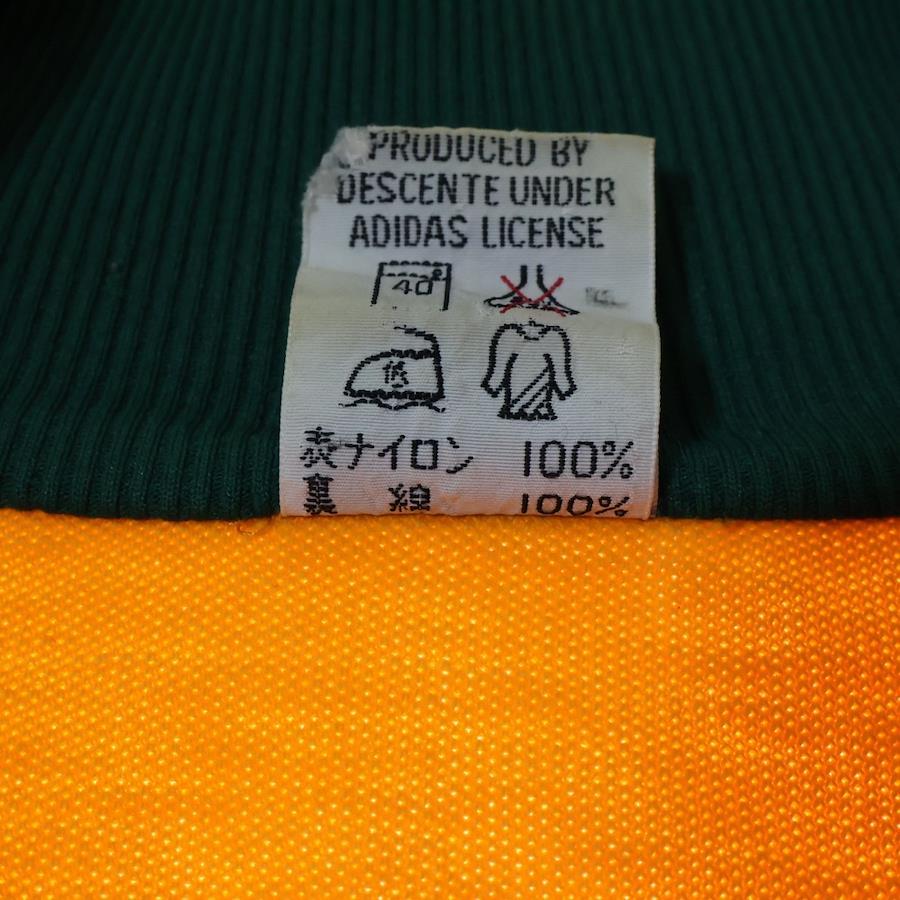 PRODUCED BY
DESCENTE UNDER
ADIDAS LICENSE
40
低
表ナイロン 100%
裏 綿 100%